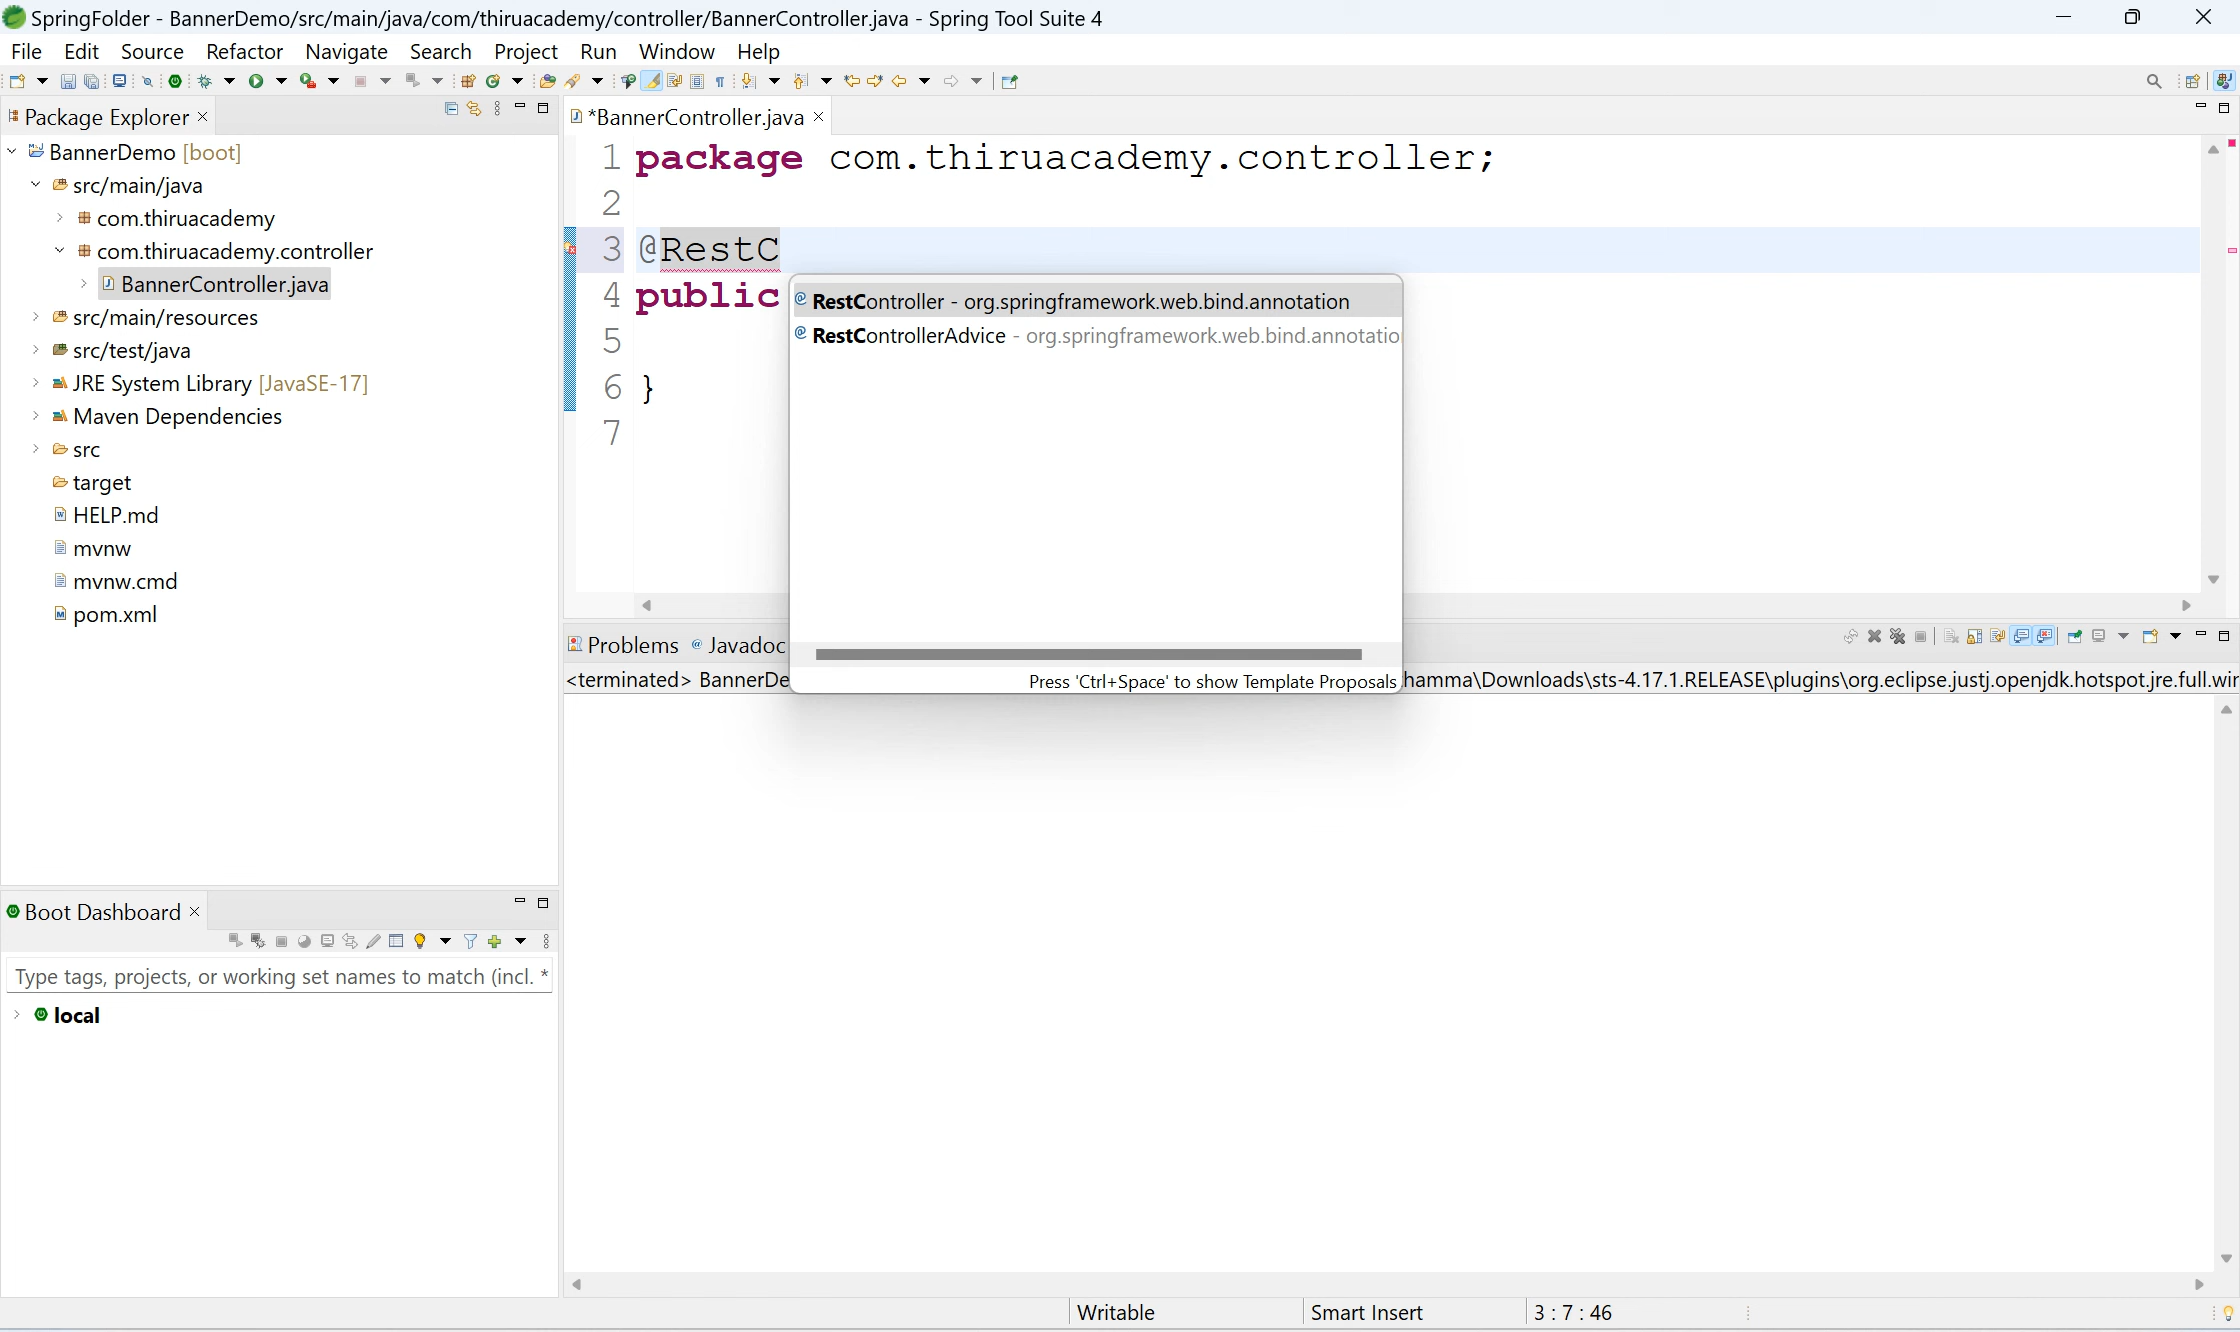 SpringFolder - BannerDemo/src/main/java/com/thiruacademy/controller/BannerController.java - Spring Tool Suite 4
File Edit Source Refactor Navigate Search Project Run Window Help
Package Explorer
BannerDemo [boot]
src/main/java
com.thiruacademy
com.thiruacademy.controller
BannerController.java
src/main/resources
src/test/java
JRE System Library [JavaSE-17]
Maven Dependencies
src
target
HELP.md
mvnw
mvnw.cmd
pom.xml
*BannerController.java
1 package com.thiruacademy.controller;
2
3 @RestC
4 public
5
6 }
7
RestController - org.springframework.web.bind.annotation
RestControllerAdvice - org.springframework.web.bind.annotatio
Press 'Ctrl+Space' to show Template Proposals
Problems @ Javadoc
<terminated> BannerDe hamma\Downloads\sts-4.17.1.RELEASE\plugins\org.eclipse.justj.openjdk.hotspot.jre.full.wir
Boot Dashboard
Type tags, projects, or working set names to match (incl. *
local
Writable Smart Insert 3 : 7 : 46